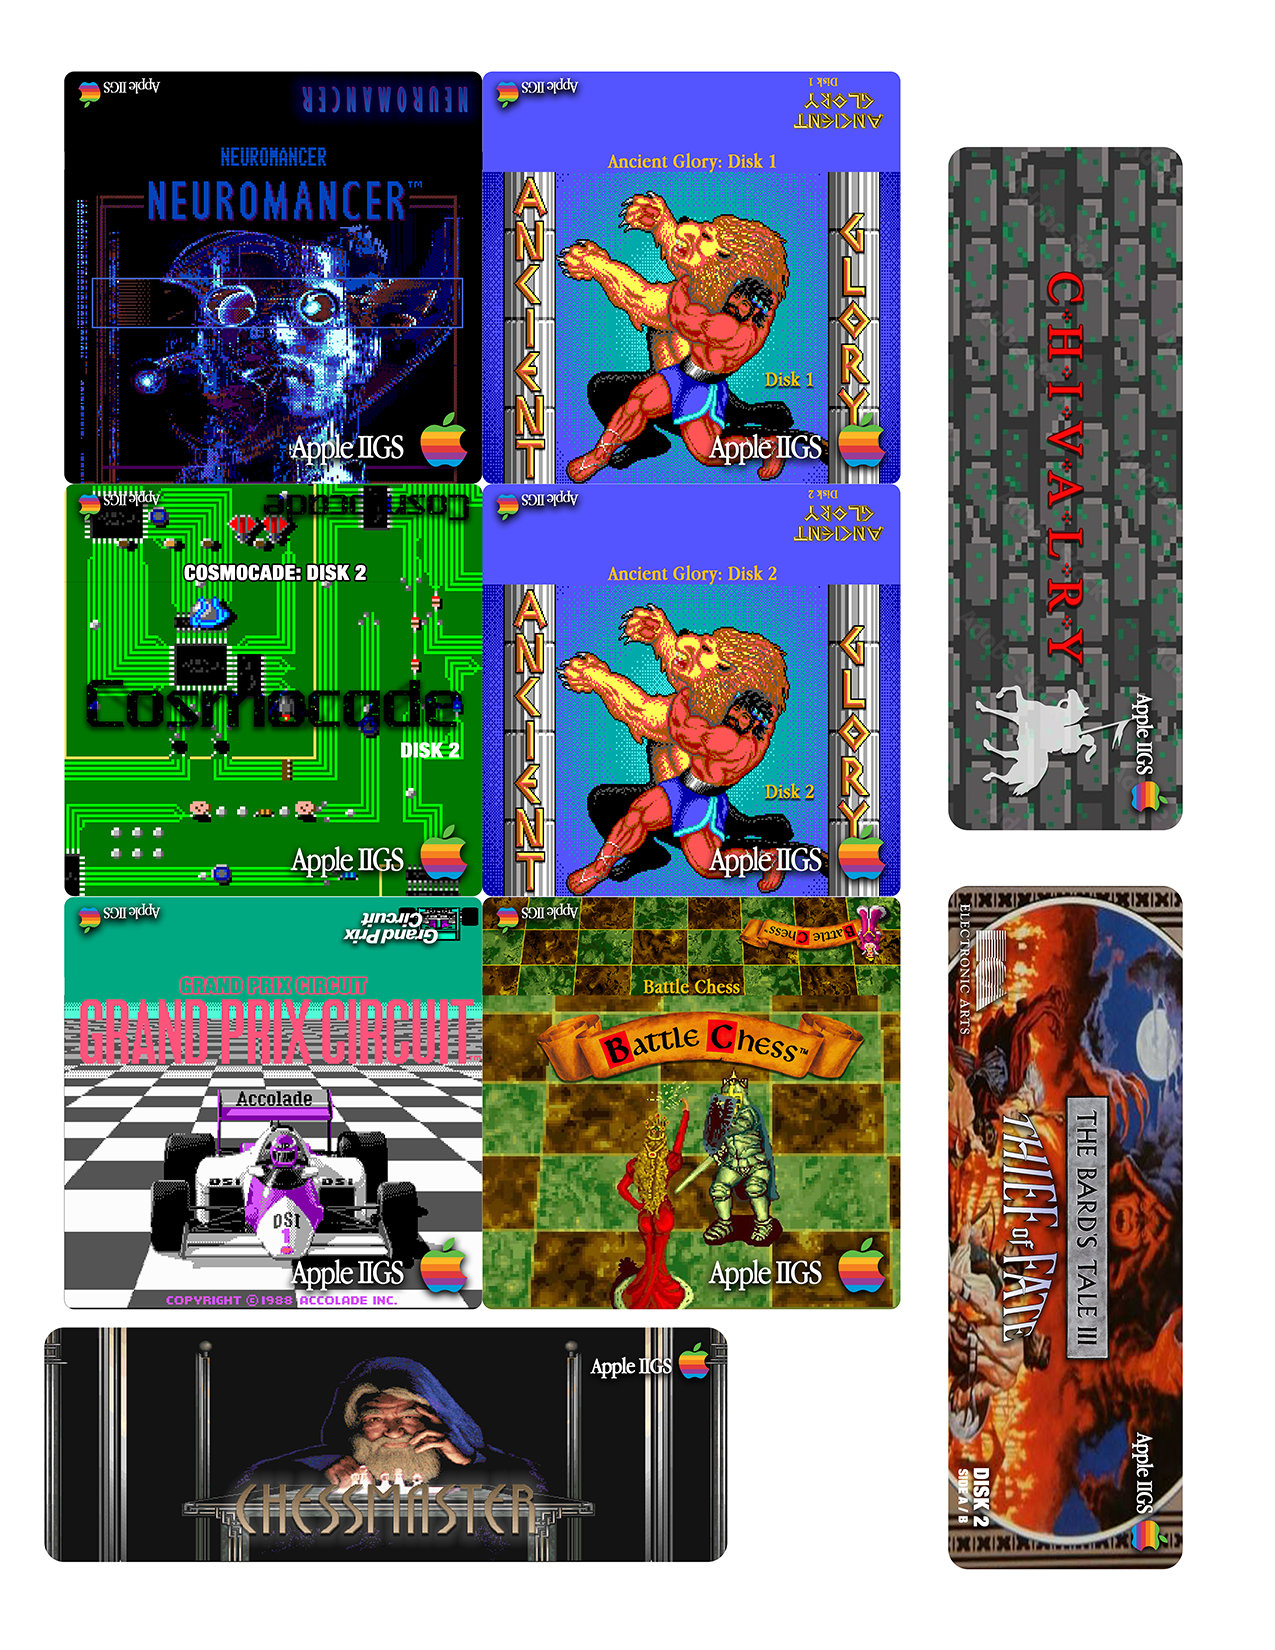 Apple IIGS
NEUROMANCER
NEUROMANCER
NEUROMANCER™
Apple IIGS
Apple IIGS
ANCIENT
GLORY
Disk 1
Ancient Glory: Disk 1
ANCIENT
GLORY
Disk 1
Apple IIGS
Apple IIGS
Cosmocade
COSMOCADE: DISK 2
Cosmocade
DISK 2
Apple IIGS
Apple IIGS
ANCIENT
GLORY
Disk 2
Ancient Glory: Disk 2
ANCIENT
GLORY
Disk 2
Apple IIGS
Apple IIGS
Grand Prix
Circuit
GRAND PRIX CIRCUIT
GRAND PRIX CIRCUIT
Accolade
DSI
DSI
DSI
1
Apple IIGS
COPYRIGHT © 1988 ACCOLADE INC.
Apple IIGS
Battle Chess™
Battle Chess
BATTLE CHESS™
Apple IIGS
Apple IIGS
CHESSMASTER
C·H·I·V·A·L·R·Y
Apple IIGS
ELECTRONIC ARTS
THE BARD'S TALE III
THIEF of FATE
Apple IIGS
DISK 2
SIDE A / B